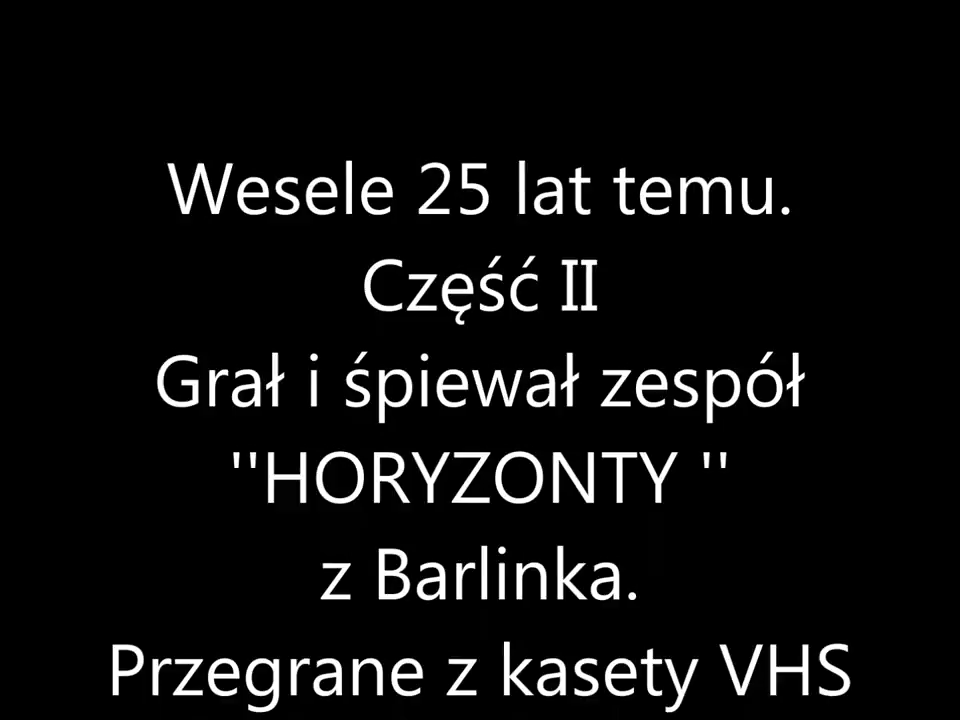 Wesele 25 lat temu.
Część II
Grał i śpiewał zespół
''HORYZONTY ''
z Barlinka.
Przegrane z kasety VHS